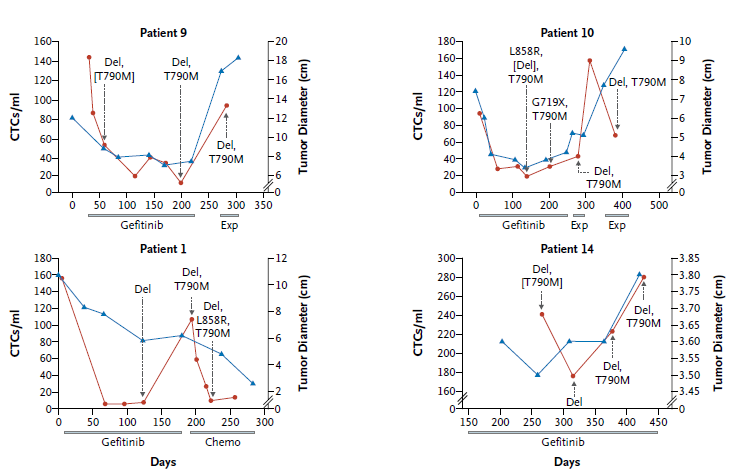 Patient 9
160 140 120 100 80 60 40 20 0
CTCs/ml
20 18 16 14 12 10 8 6 0
Tumor Diameter (cm)
Del,
[T790M]
Del,
T790M
Del,
T790M
0 50 100 150 200 250 300 350
Gefitinib Exp
Patient 10
180 160 140 120 100 80 60 40 20 0
CTCs/ml
10 9 8 7 6 5 4 3 0
Tumor Diameter (cm)
L858R,
[Del],
T790M
G719X,
T790M
Del, T790M
Del,
T790M
0 100 200 300 400 500
Gefitinib Exp Exp
Patient 1
180 160 140 120 100 80 60 40 20 0
CTCs/ml
12 10 8 6 4 2 0
Tumor Diameter (cm)
Del
Del,
T790M
Del,
L858R,
T790M
0 50 100 150 200 250 300
Gefitinib Chemo
Days
Patient 14
300 280 260 240 220 200 180 160 0
CTCs/ml
3.85 3.80 3.75 3.70 3.65 3.60 3.55 3.50 3.45 0
Tumor Diameter (cm)
Del,
[T790M]
Del,
T790M
Del,
T790M
Del
150 200 250 300 350 400 450
Gefitinib
Days